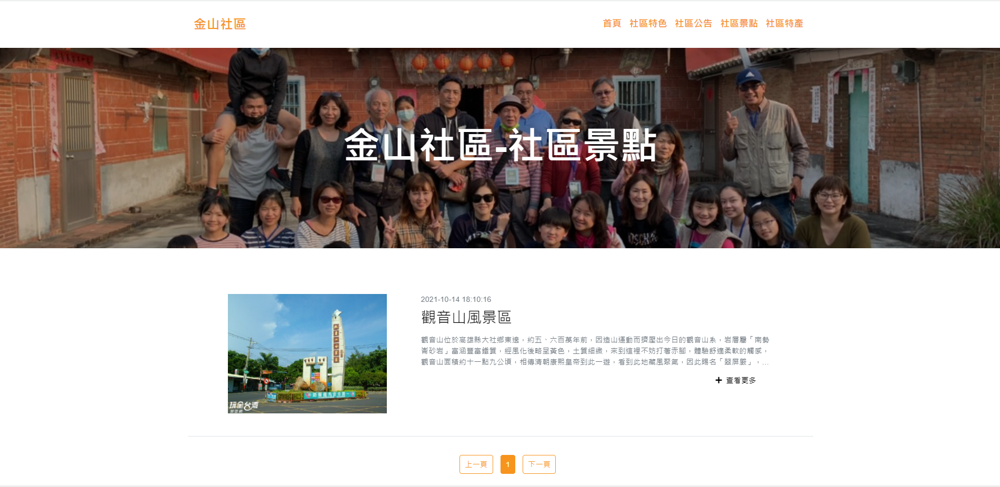 金山社區
首頁 社區特色 社區公告 社區景點 社區特產
金山社區-社區景點
2021-10-14 18:10:16
觀音山風景區
觀音山位於高雄縣大社鄉東邊，約五、六百萬年前，因造山運動而擠壓出今日的觀音山系，岩層屬「南勢
崙砂岩」富涵豐富鐵質，經風化後略呈黃色，土質細緻，來到這裡不妨打著赤腳，體驗舒適柔軟的觸感，
觀音山面積約十一點九公頃，相傳清朝康熙皇帝到此一遊，看到此地藏風聚氣，因此賜名「翠屏巖」，...
+ 查看更多
玩全台灣
旅遊網
上一頁 1 下一頁